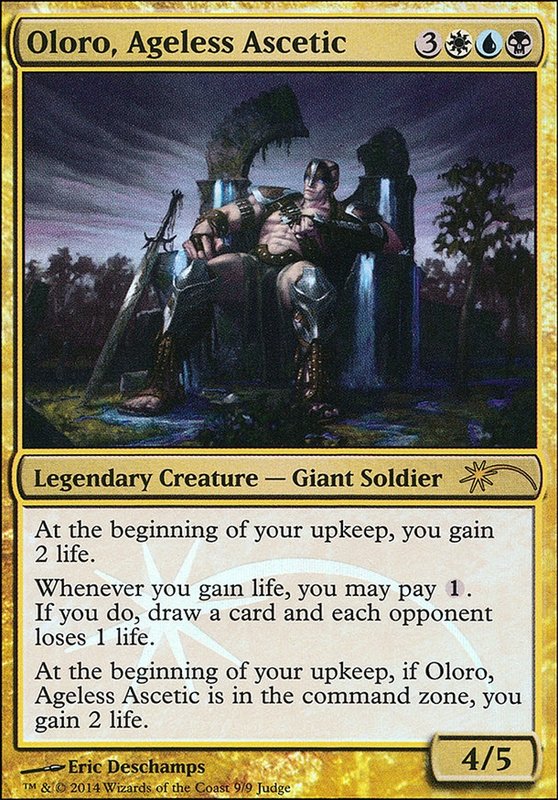 Oloro, Ageless Ascetic 3
Legendary Creature — Giant Soldier
At the beginning of your upkeep, you gain
2 life.
Whenever you gain life, you may pay 1.
If you do, draw a card and each opponent
loses 1 life.
At the beginning of your upkeep, if Oloro,
Ageless Ascetic is in the command zone, you
gain 2 life.
Eric Deschamps
4/5
™ & © 2014 Wizards of the Coast 9/9 Judge